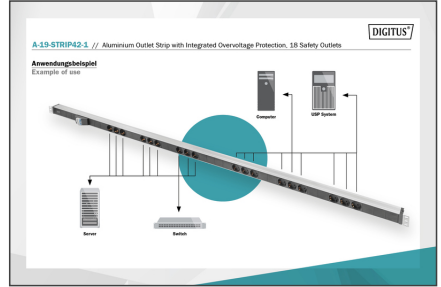 DIGITUS®
A-19-STRIP42-1 // Aluminium Outlet Strip with Integrated Overvoltage Protection, 18 Safety Outlets
Anwendungsbeispiel
Example of use
Computer
USP System
Server
Switch